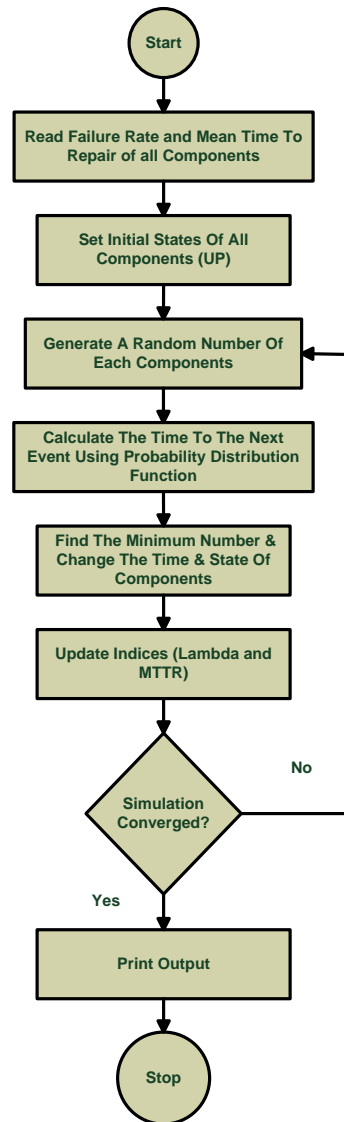 Start
Read Failure Rate and Mean Time To
Repair of all Components
Set Initial States Of All
Components (UP)
Generate A Random Number Of
Each Components
Calculate The Time To The Next
Event Using Probability Distribution
Function
Find The Minimum Number &
Change The Time & State Of
Components
Update Indices (Lambda and
MTTR)
Simulation
Converged?
No
Yes
Print Output
Stop